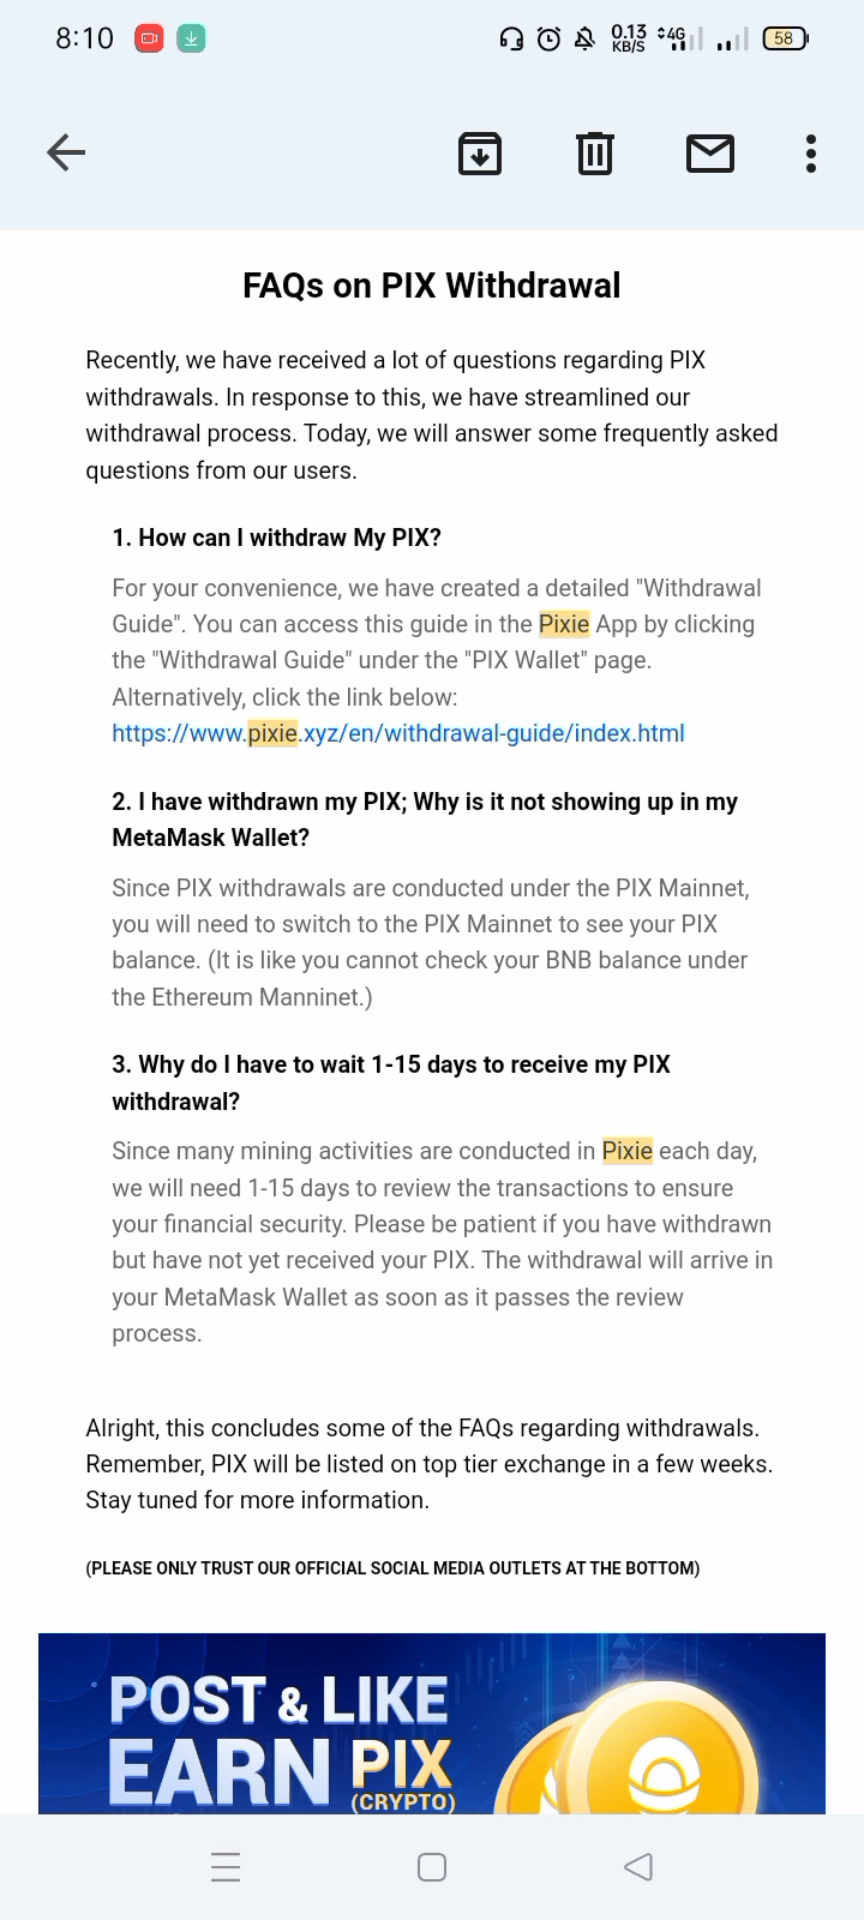 8:10
0.13
KB/S
4G
58
FAQs on PIX Withdrawal
Recently, we have received a lot of questions regarding PIX
withdrawals. In response to this, we have streamlined our
withdrawal process. Today, we will answer some frequently asked
questions from our users.
1. How can I withdraw My PIX?
For your convenience, we have created a detailed "Withdrawal
Guide". You can access this guide in the Pixie App by clicking
the "Withdrawal Guide" under the "PIX Wallet" page.
Alternatively, click the link below:
https://www.pixie.xyz/en/withdrawal-guide/index.html
2. I have withdrawn my PIX; Why is it not showing up in my
MetaMask Wallet?
Since PIX withdrawals are conducted under the PIX Mainnet,
you will need to switch to the PIX Mainnet to see your PIX
balance. (It is like you cannot check your BNB balance under
the Ethereum Manninet.)
3. Why do I have to wait 1-15 days to receive my PIX
withdrawal?
Since many mining activities are conducted in Pixie each day,
we will need 1-15 days to review the transactions to ensure
your financial security. Please be patient if you have withdrawn
but have not yet received your PIX. The withdrawal will arrive in
your MetaMask Wallet as soon as it passes the review
process.
Alright, this concludes some of the FAQs regarding withdrawals.
Remember, PIX will be listed on top tier exchange in a few weeks.
Stay tuned for more information.
(PLEASE ONLY TRUST OUR OFFICIAL SOCIAL MEDIA OUTLETS AT THE BOTTOM)
POST & LIKE
EARN PIX
(CRYPTO)